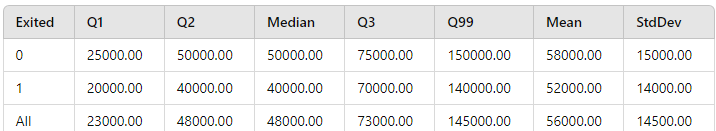 Exited Q1 Q2 Median Q3 Q99 Mean StdDev
0 25000.00 50000.00 50000.00 75000.00 150000.00 58000.00 15000.00
1 20000.00 40000.00 40000.00 70000.00 140000.00 52000.00 14000.00
All 23000.00 48000.00 48000.00 73000.00 145000.00 56000.00 14500.00